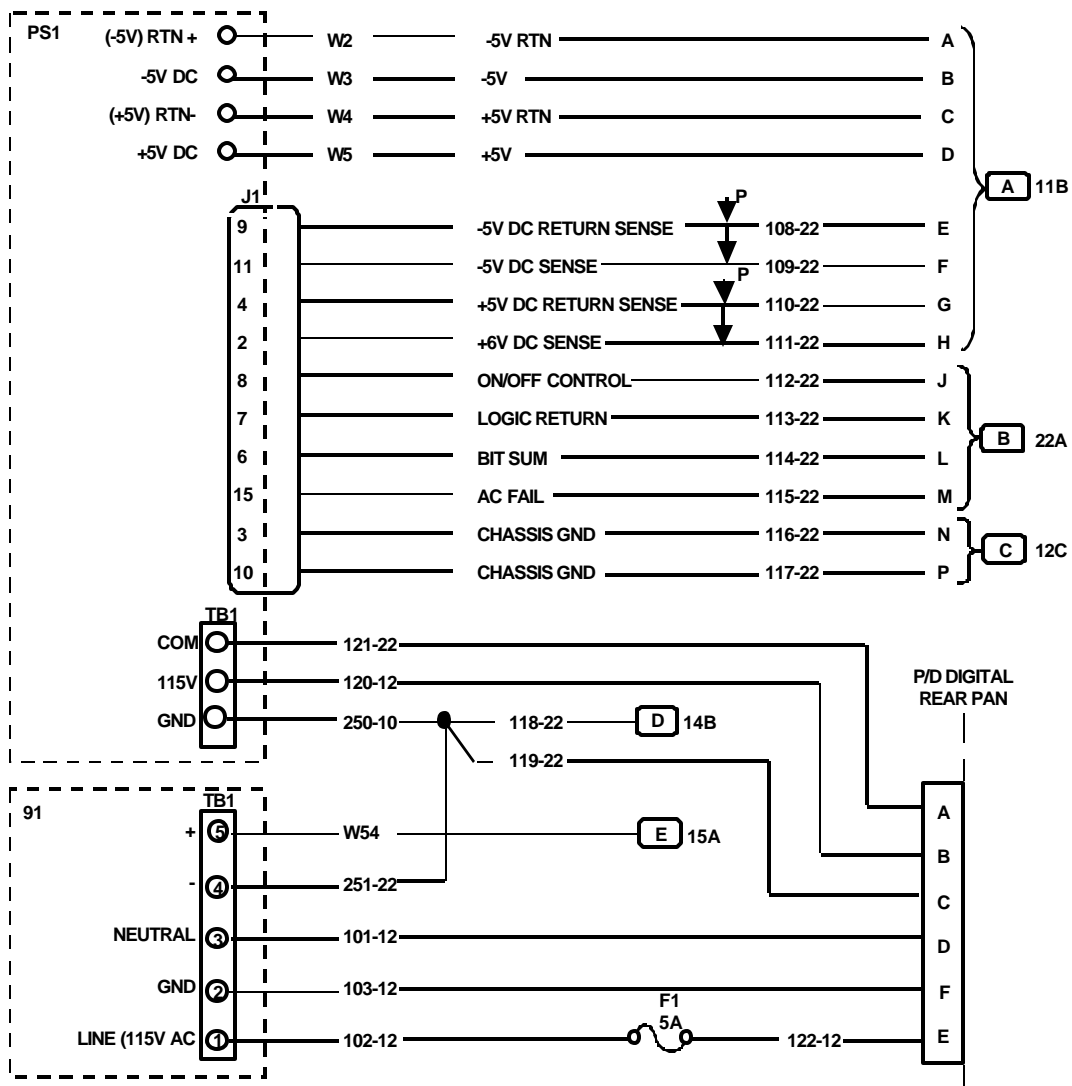 PS1 (-5V) RTN + W2 -5V RTN A
-5V DC W3 -5V B
(+5V) RTN- W4 +5V RTN C
+5V DC W5 +5V D
A 11B
J1 P
9 -5V DC RETURN SENSE 108-22 E
11 -5V DC SENSE 109-22 F
P
4 +5V DC RETURN SENSE 110-22 G
2 +6V DC SENSE 111-22 H
8 ON/OFF CONTROL 112-22 J
7 LOGIC RETURN 113-22 K
B 22A
6 BIT SUM 114-22 L
15 AC FAIL 115-22 M
3 CHASSIS GND 116-22 N
C 12C
10 CHASSIS GND 117-22 P
TB1
COM 121-22
115V 120-12
P/D DIGITAL
REAR PAN
GND 250-10 118-22 D 14B
119-22
91 TB1
A
+ 5 W54 E 15A
B
- 4 251-22
C
NEUTRAL 3 101-12 D
GND 2 103-12 F
F1
5A
LINE (115V AC 1 102-12 122-12 E